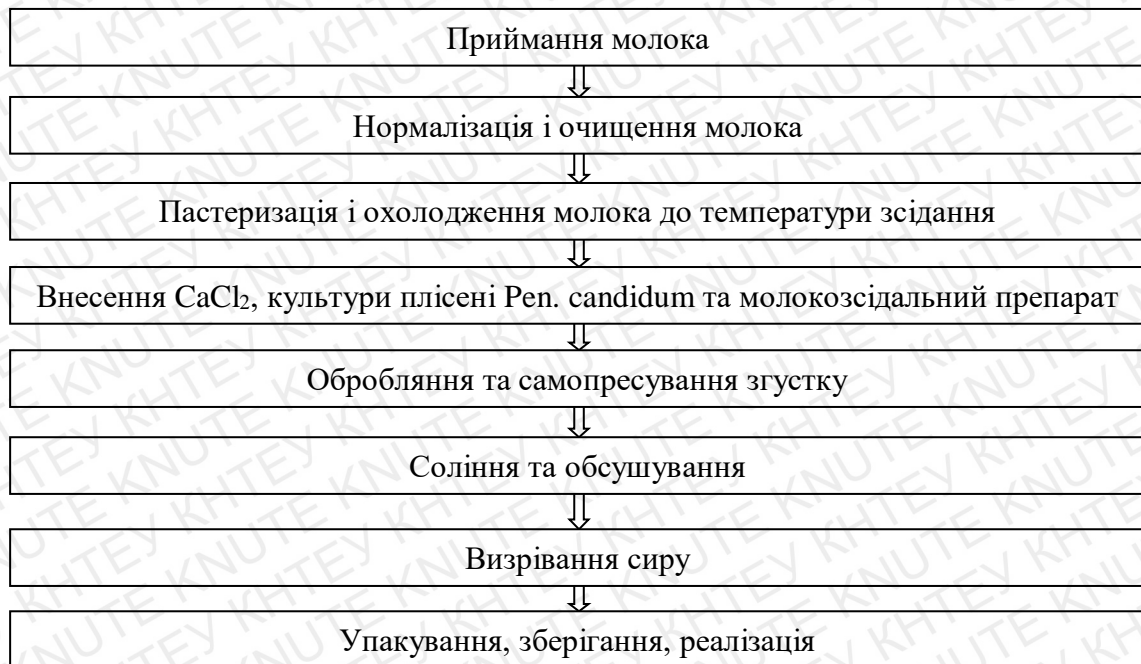 Приймання молока
Нормалізація і очищення молока
Пастеризація і охолодження молока до температури зсідання
Внесення CaCl₂, культури плісені Pen. candidum та молокозсідальний препарат
Обробляння та самопресування згустку
Соління та обсушування
Визрівання сиру
Упакування, зберігання, реалізація